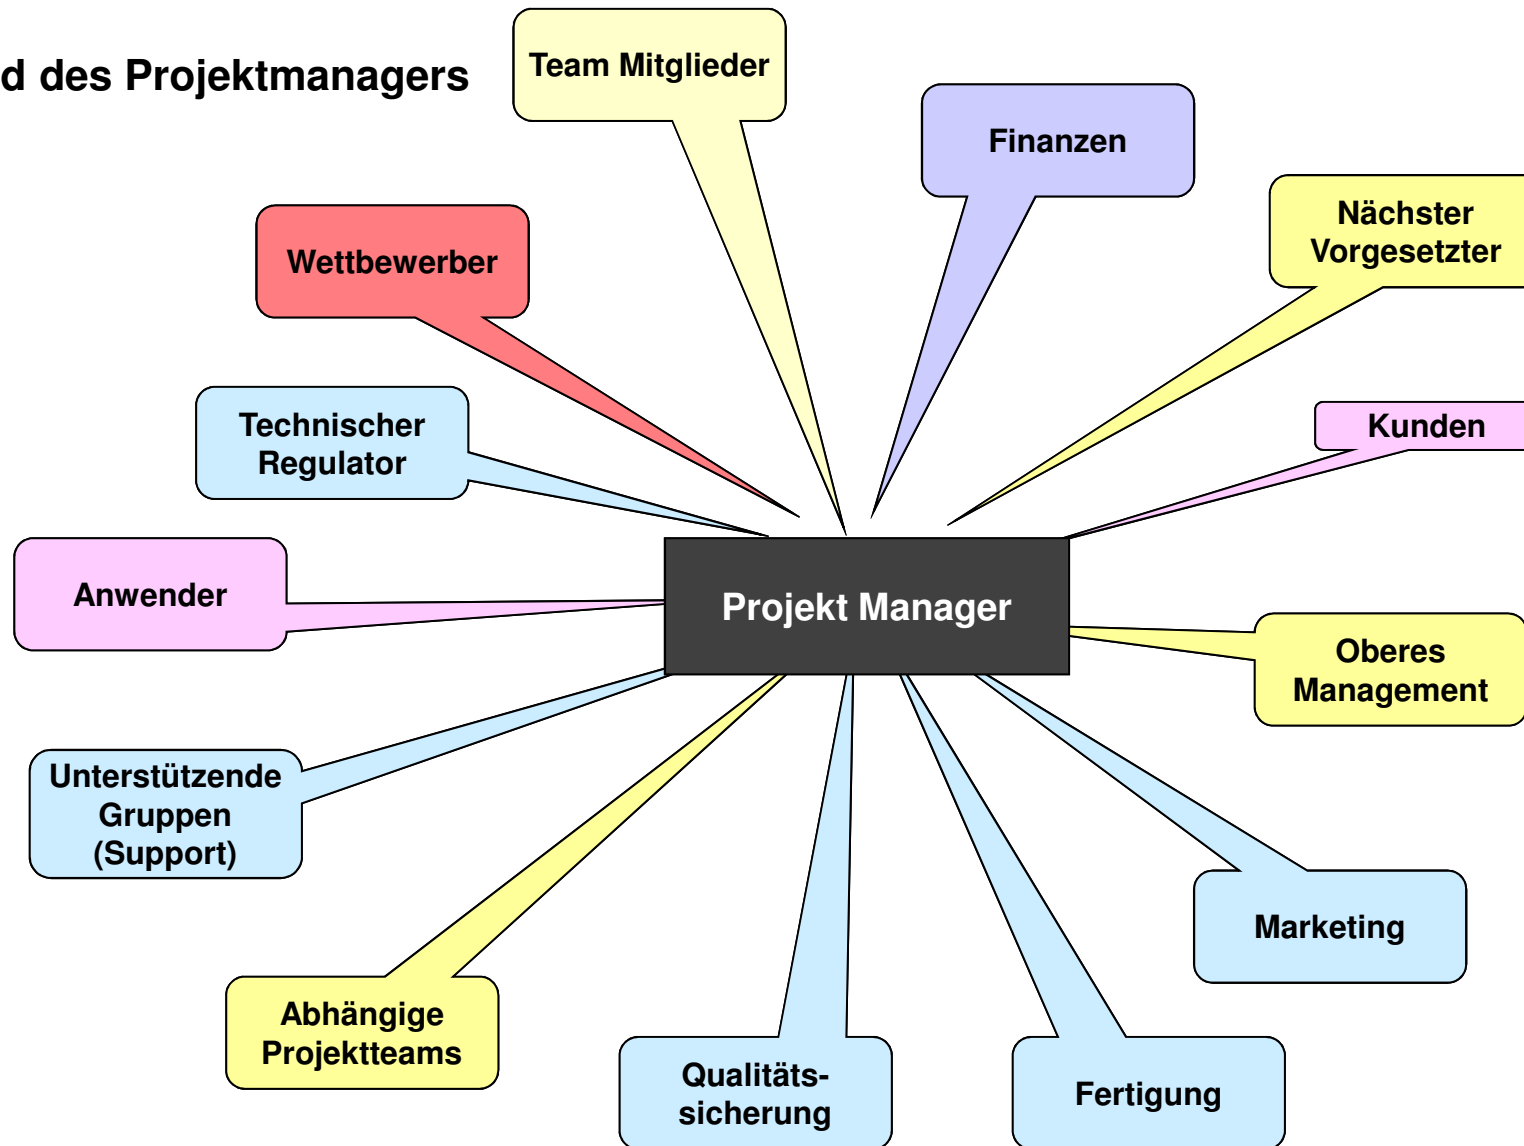 d des Projektmanagers
Team Mitglieder
Finanzen
Nächster
Vorgesetzter
Wettbewerber
Technischer
Regulator
Kunden
Anwender
Projekt Manager
Oberes
Management
Unterstützende
Gruppen
(Support)
Marketing
Abhängige
Projektteams
Qualitäts-
sicherung
Fertigung